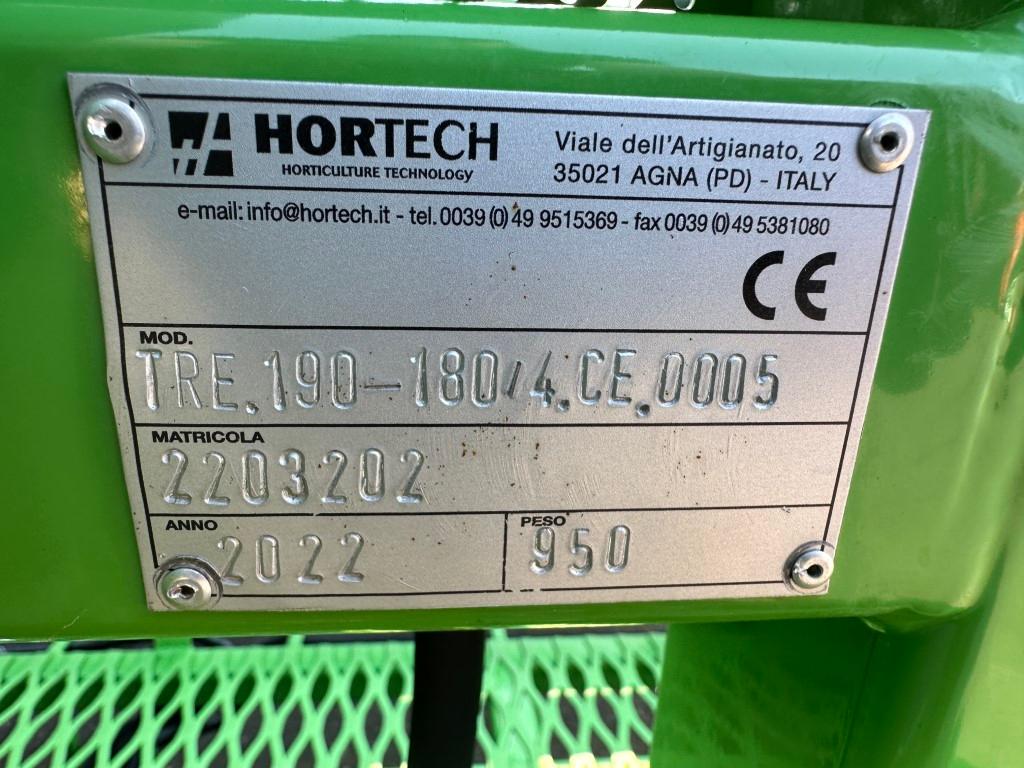 HORTECH
HORTICULTURE TECHNOLOGY
Viale dell'Artigianato, 20
35021 AGNA (PD) - ITALY
e-mail: info@hortech.it - tel. 0039 (0) 49 9515369 - fax 0039 (0) 49 5381080
CE
MOD.
TRE.190-180/4.CE.0005
MATRICOLA
2203202
ANNO
2022
PESO
950